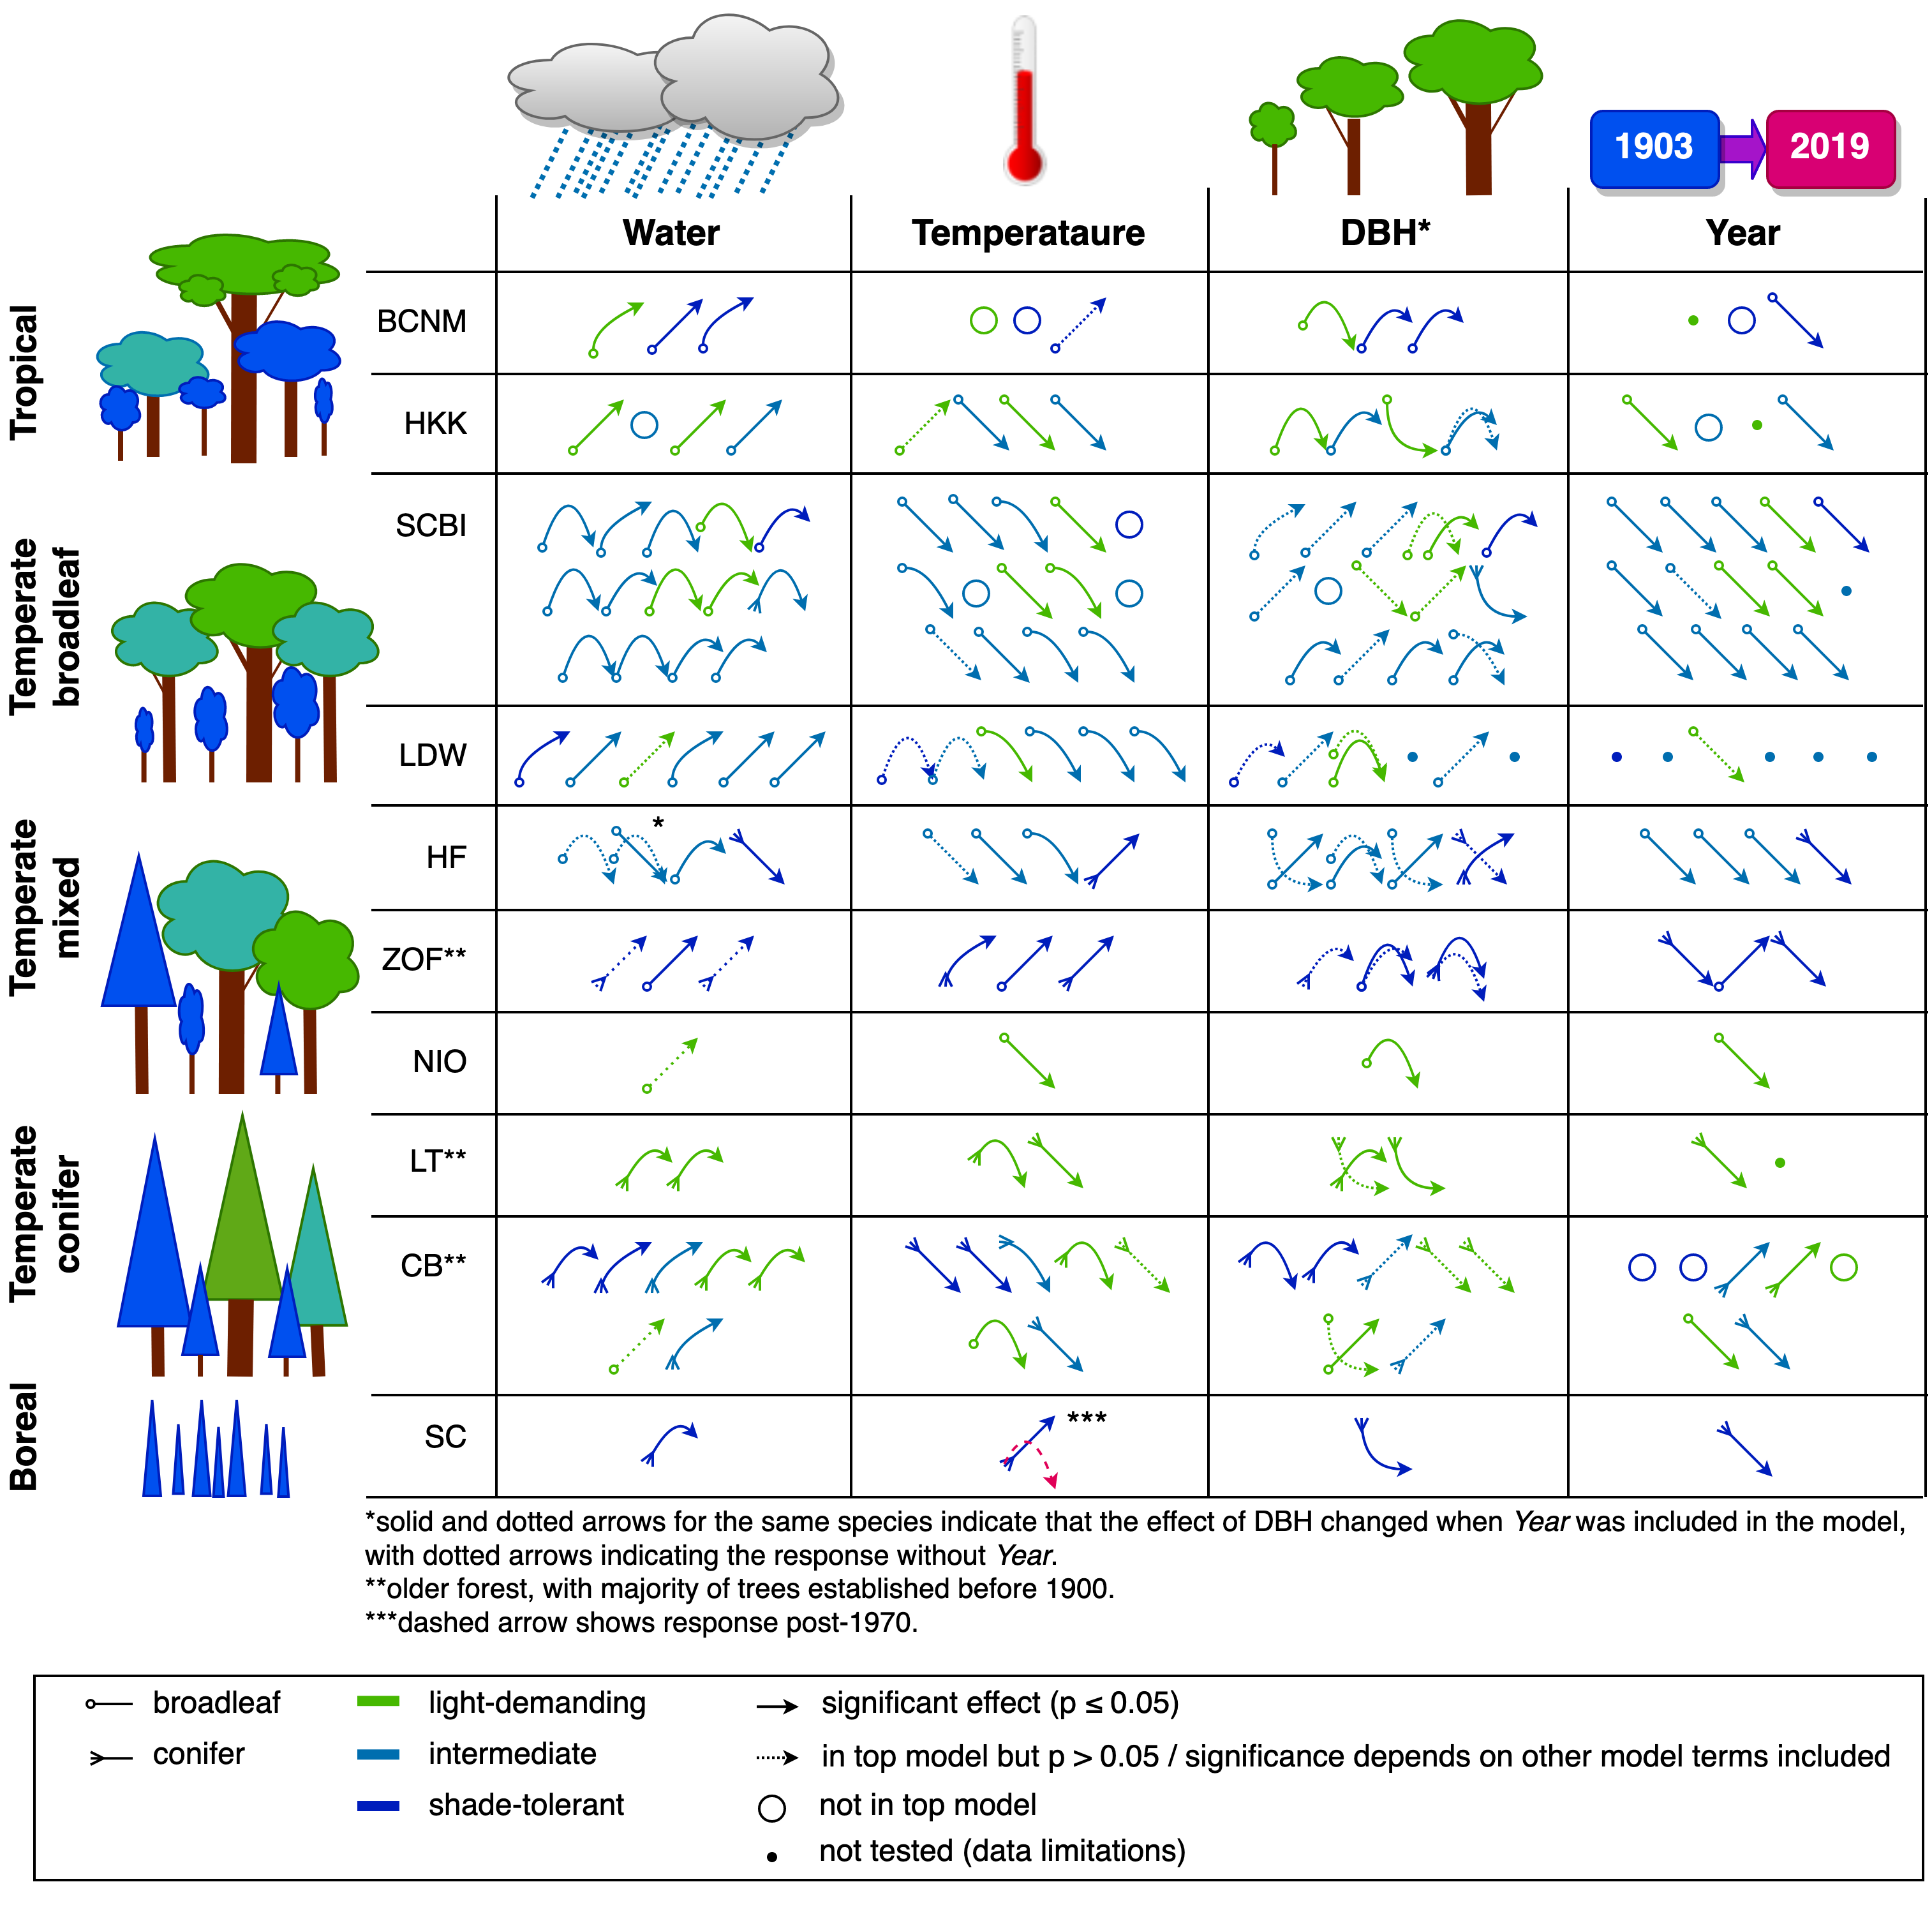 1903
2019
Water
Temperataure
DBH*
Year
Tropical
BCNM
HKK
Temperate
broadleaf
SCBI
LDW
Temperate
mixed
HF
*
ZOF**
NIO
Temperate
conifer
LT**
CB**
Boreal
SC
***
*solid and dotted arrows for the same species indicate that the effect of DBH changed when Year was included in the model,
with dotted arrows indicating the response without Year.
**older forest, with majority of trees established before 1900.
***dashed arrow shows response post-1970.
broadleaf
light-demanding
significant effect (p ≤ 0.05)
conifer
intermediate
in top model but p > 0.05 / significance depends on other model terms included
shade-tolerant
not in top model
not tested (data limitations)